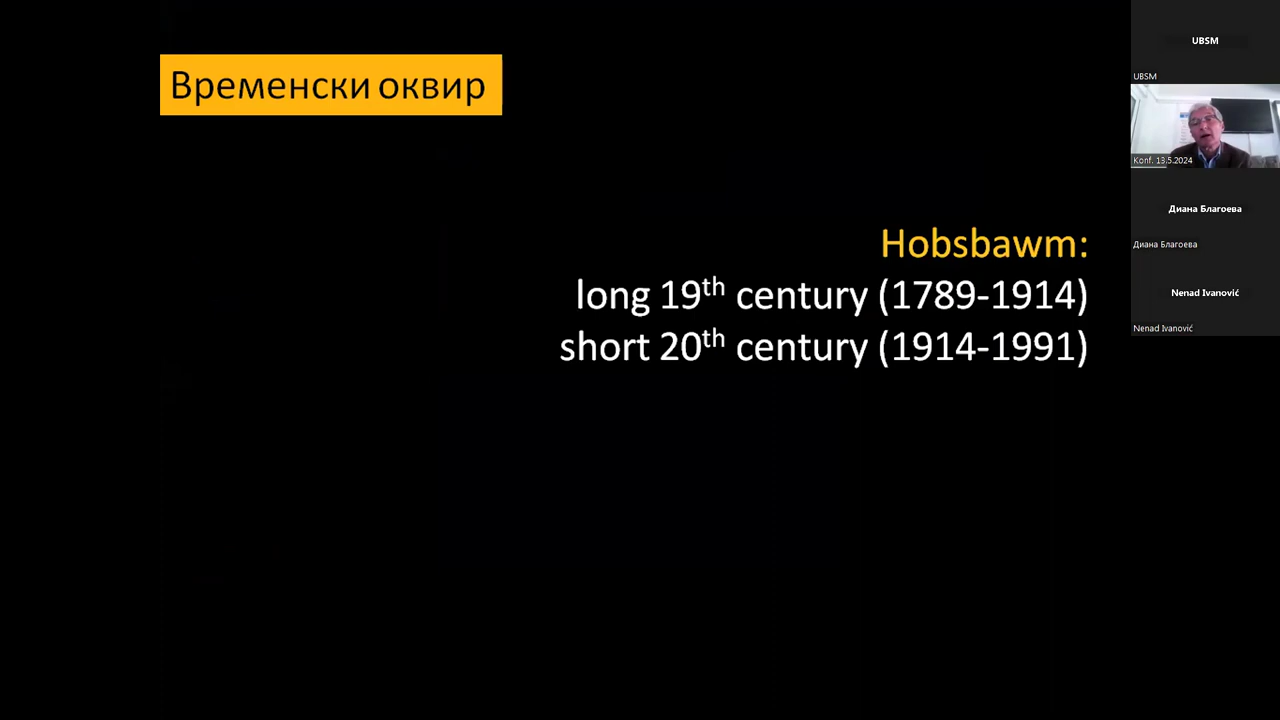 Временски оквир
Hobsbawm:
long 19th century (1789-1914)
short 20th century (1914-1991)
UBSM
UBSM
Konf. 13.5.2024
Диана Благоева
Диана Благоева
Nenad Ivanović
Nenad Ivanović